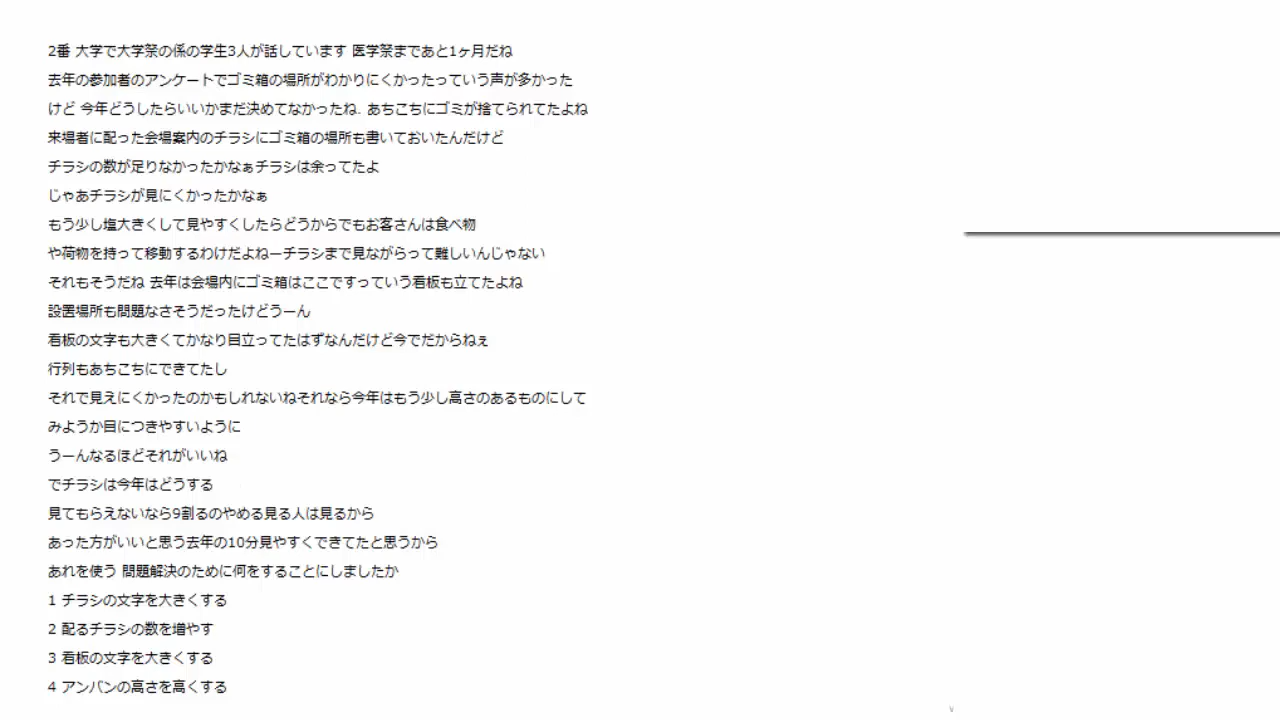 2番 大学で大学祭の係の学生3人が話しています 医学祭まであと1ヶ月だね
去年の参加者のアンケートでゴミ箱の場所がわかりにくかったっていう声が多かった
けど 今年どうしたらいいかまだ決めてなかったね. あちこちにゴミが捨てられてたよね
来場者に配った会場案内のチラシにゴミ箱の場所も書いておいたんだけど
チラシの数が足りなかったかなぁチラシは余ってたよ
じゃあチラシが見にくかったかなぁ
もう少し塩大きくして見やすくしたらどうからでもお客さんは食べ物
や荷物を持って移動するわけだよねーチラシまで見ながらって難しいんじゃない
それもそうだね 去年は会場内にゴミ箱はここですっていう看板も立てたよね
設置場所も問題なさそうだったけどうーん
看板の文字も大きくてかなり目立ってたはずなんだけど今でだからねぇ
行列もあちこちにできてたし
それで見えにくかったのかもしれないねそれなら今年はもう少し高さのあるものにして
みようか目につきやすいように
うーんなるほどそれがいいね
でチラシは今年はどうする
見てもらえないなら9割るのやめる見る人は見るから
あった方がいいと思う去年の10分見やすくできてたと思うから
あれを使う 問題解決のために何をすることにしましたか
1 チラシの文字を大きくする
2 配るチラシの数を増やす
3 看板の文字を大きくする
4 アンバンの高さを高くする